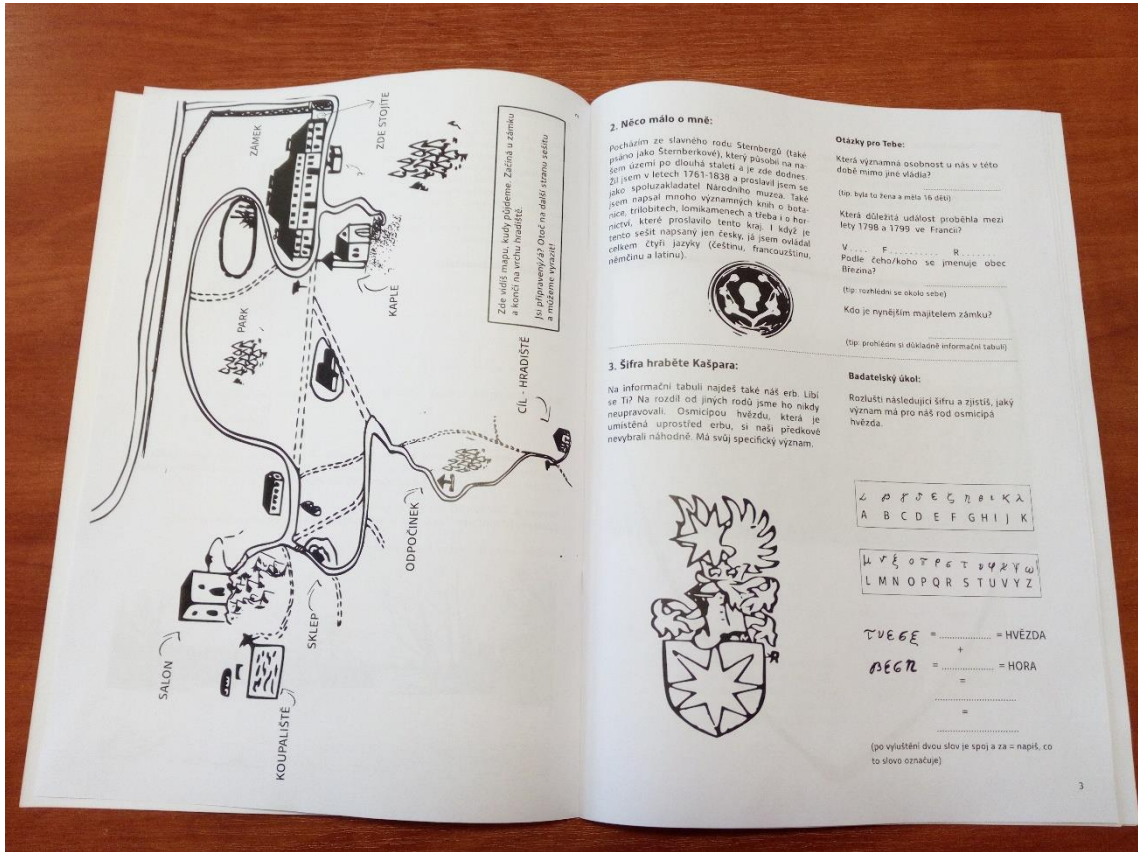 ZÁMEK
ZDE STOJÍTE
KAPLE
PARK
SALON
KOUPALIŠTĚ
SKLEP
ODPOČINEK
CÍL - HRADIŠTĚ
Zde vidíš mapu, kudy půjdeme. Začíná u zámku
a končí na vrchu hradiště.
Jsi připravený/á? Otoč na další stranu sešitu
a můžeme vyrazit!
2
2. Něco málo o mně:
Pocházím ze slavného rodu Sternbergů (také
psáno jako Šternberkové), který působil na na-
šem území po dlouhá staletí a je zde dodnes.
Žil jsem v letech 1761-1838 a proslavil jsem se
jako spoluzakladatel Národního muzea. Také
jsem napsal mnoho významných knih o bota-
nice, trilobitech, lomikamenech a třeba i o hor-
nictví, které proslavilo tento kraj. I když je
tento sešit napsaný jen česky, já jsem ovládal
celkem čtyři jazyky (češtinu, francouzštinu,
němčinu a latinu).
Otázky pro Tebe:
Která významná osobnost u nás v této
době mimo jiné vládla?
(tip: byla to žena a měla 16 dětí)
Která důležitá událost proběhla mezi
lety 1798 a 1799 ve Francii?
V.... F.......... R........
Podle čeho/koho se jmenuje obec
Březina?
(tip: rozhlédni se okolo sebe)
Kdo je nynějším majitelem zámku?
(tip: prohlédni si důkladně informační tabuli)
3. Šifra hraběte Kašpara:
Na informační tabuli najdeš také náš erb. Líbí
se Ti? Na rozdíl od jiných rodů jsme ho nikdy
neupravovali. Osmicípou hvězdu, která je
umístěná uprostřed erbu, si naši předkové
nevybrali náhodně. Má svůj specifický význam.
Badatelský úkol:
Rozlušti následující šifru a zjistíš, jaký
význam má pro náš rod osmicípá
hvězda.
A B C D E F G H I J K
L M N O P Q R S T U V Y Z
= .................... = HVĚZDA
+
= .................... = HORA
=
=
(po vyluštění dvou slov je spoj a za = napiš, co
to slovo označuje)
3